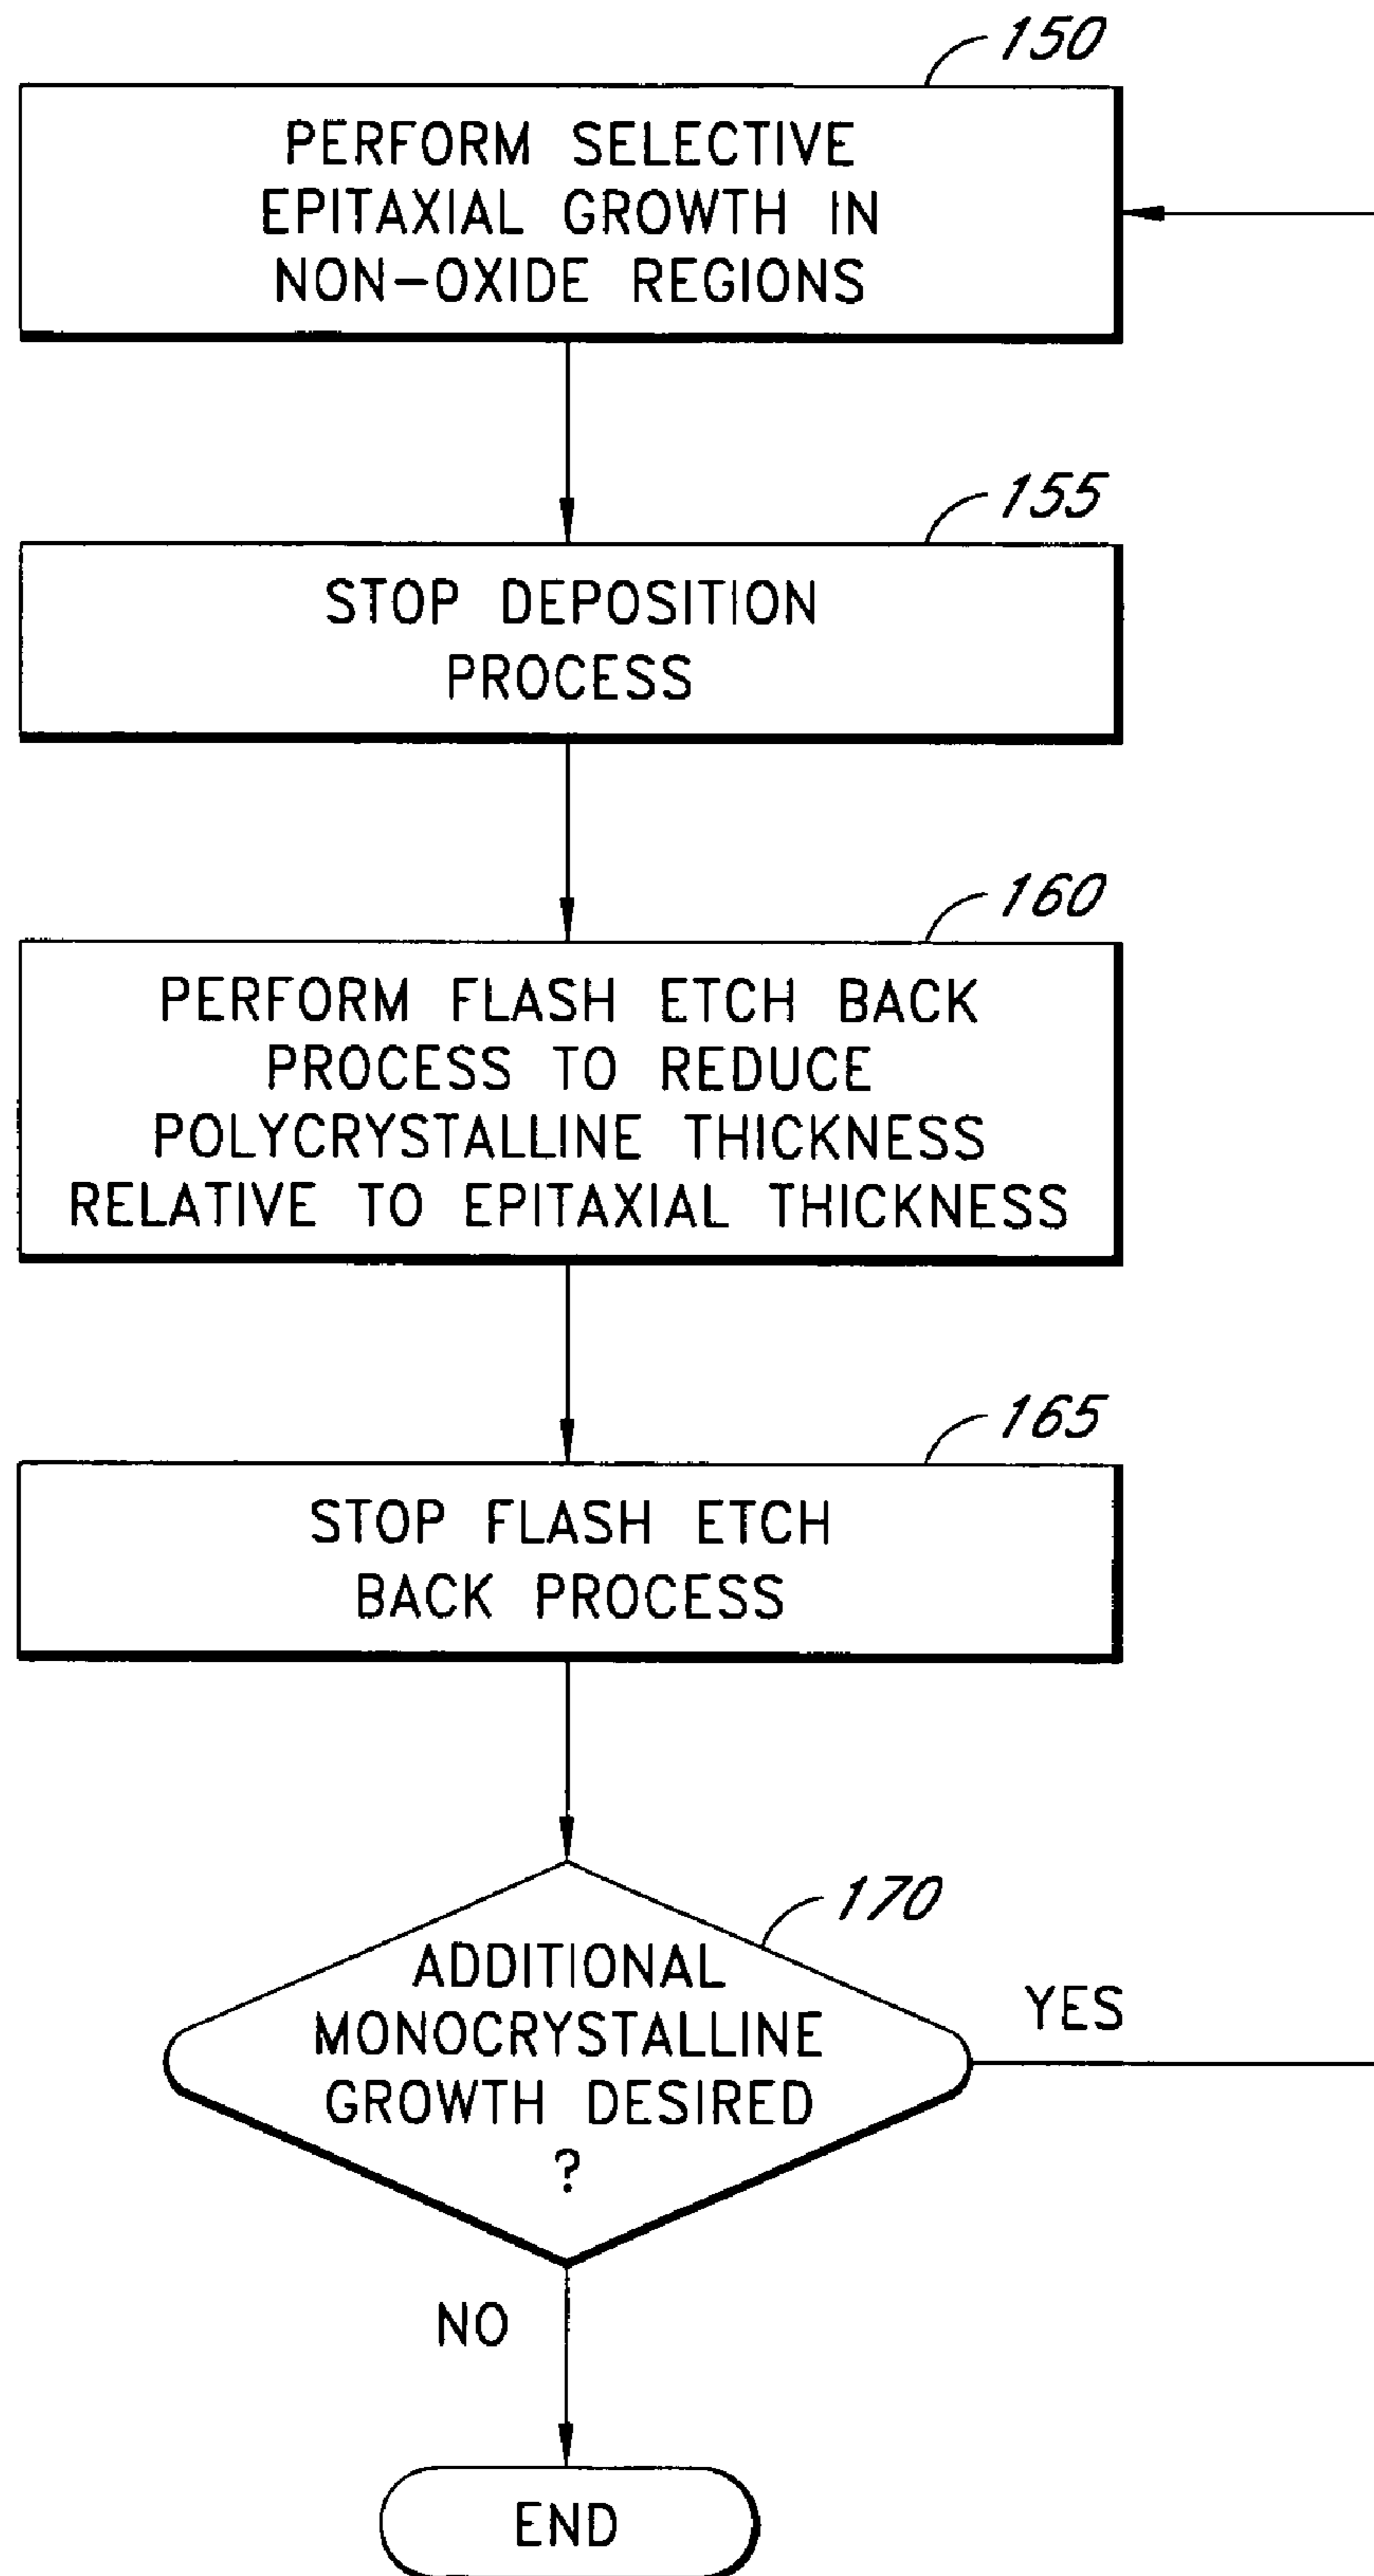 150
PERFORM SELECTIVE
EPITAXIAL GROWTH IN
NON-OXIDE REGIONS
155
STOP DEPOSITION
PROCESS
160
PERFORM FLASH ETCH BACK
PROCESS TO REDUCE
POLYCRYSTALLINE THICKNESS
RELATIVE TO EPITAXIAL THICKNESS
165
STOP FLASH ETCH
BACK PROCESS
170
ADDITIONAL
MONOCRYSTALLINE
GROWTH DESIRED
?
YES
NO
END